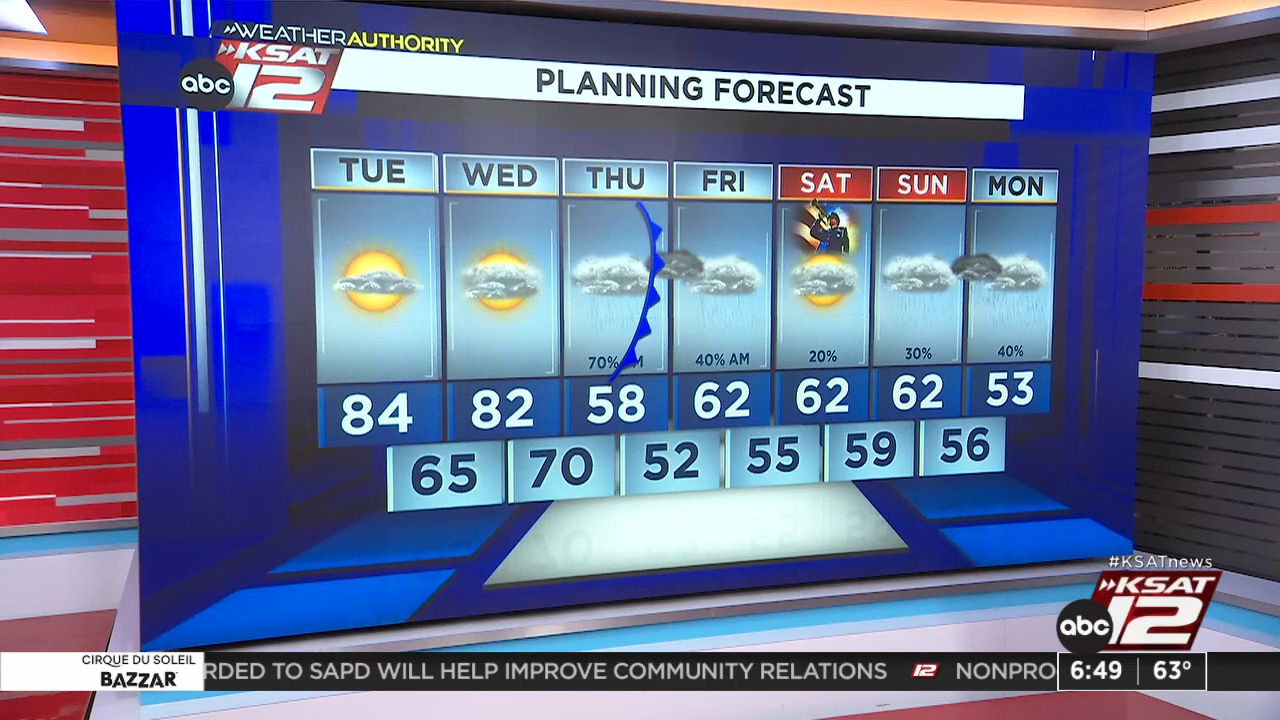 »WEATHERAUTHORITY
»KSAT
abc 12
PLANNING FORECAST
TUE WED THU FRI SAT SUN MON
70% 40% AM 20% 30% 40%
84 82 58 62 62 62 53
65 70 52 55 59 56
#KSATnews
»KSAT
abc 12
CIRQUE DU SOLEIL
BAZZAR
RDED TO SAPD WILL HELP IMPROVE COMMUNITY RELATIONS 12 NONPRO
6:49 63°